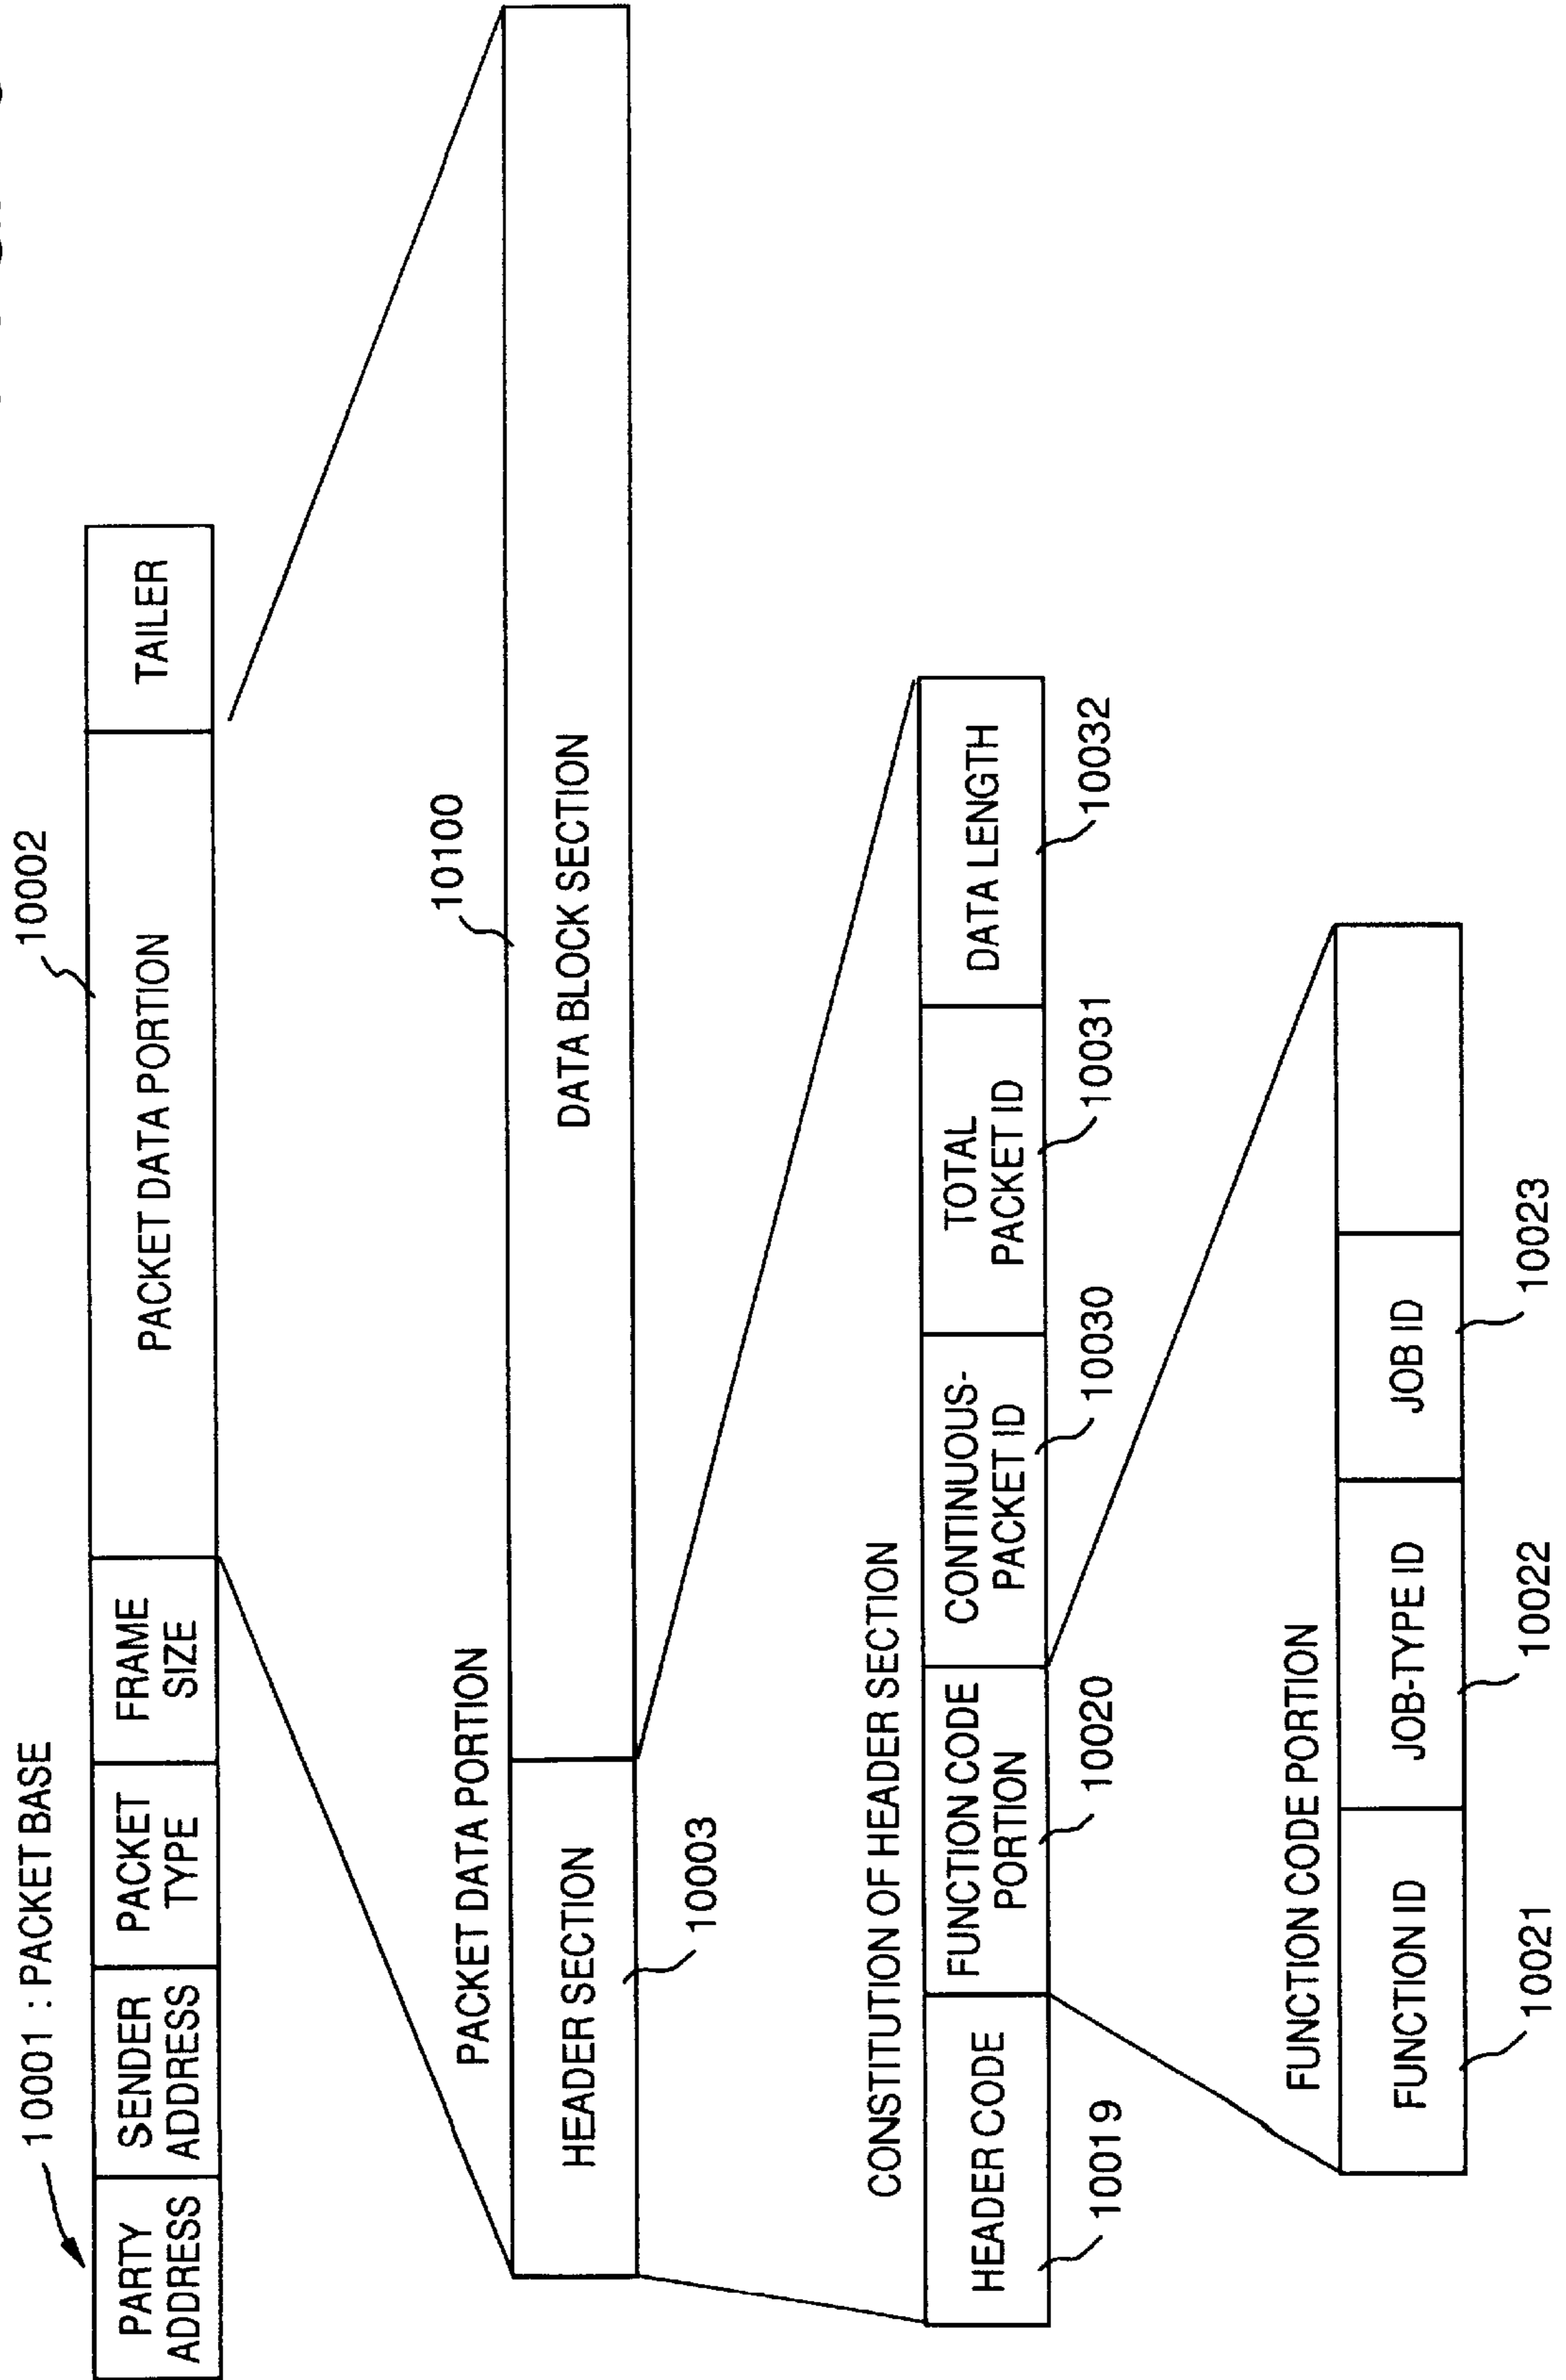 10001 : PACKET BASE
10002
PARTY
ADDRESS
SENDER
ADDRESS
PACKET
TYPE
FRAME
SIZE
PACKET DATA PORTION
TAILER
PACKET DATA PORTION
10100
HEADER SECTION
DATA BLOCK SECTION
10003
CONSTITUTION OF HEADER SECTION
HEADER CODE
FUNCTION CODE
PORTION
CONTINUOUS-
PACKET ID
TOTAL
PACKET ID
DATA LENGTH
10019
10020
10030
10031
10032
FUNCTION CODE PORTION
FUNCTION ID
JOB-TYPE ID
JOB ID
10021
10022
10023